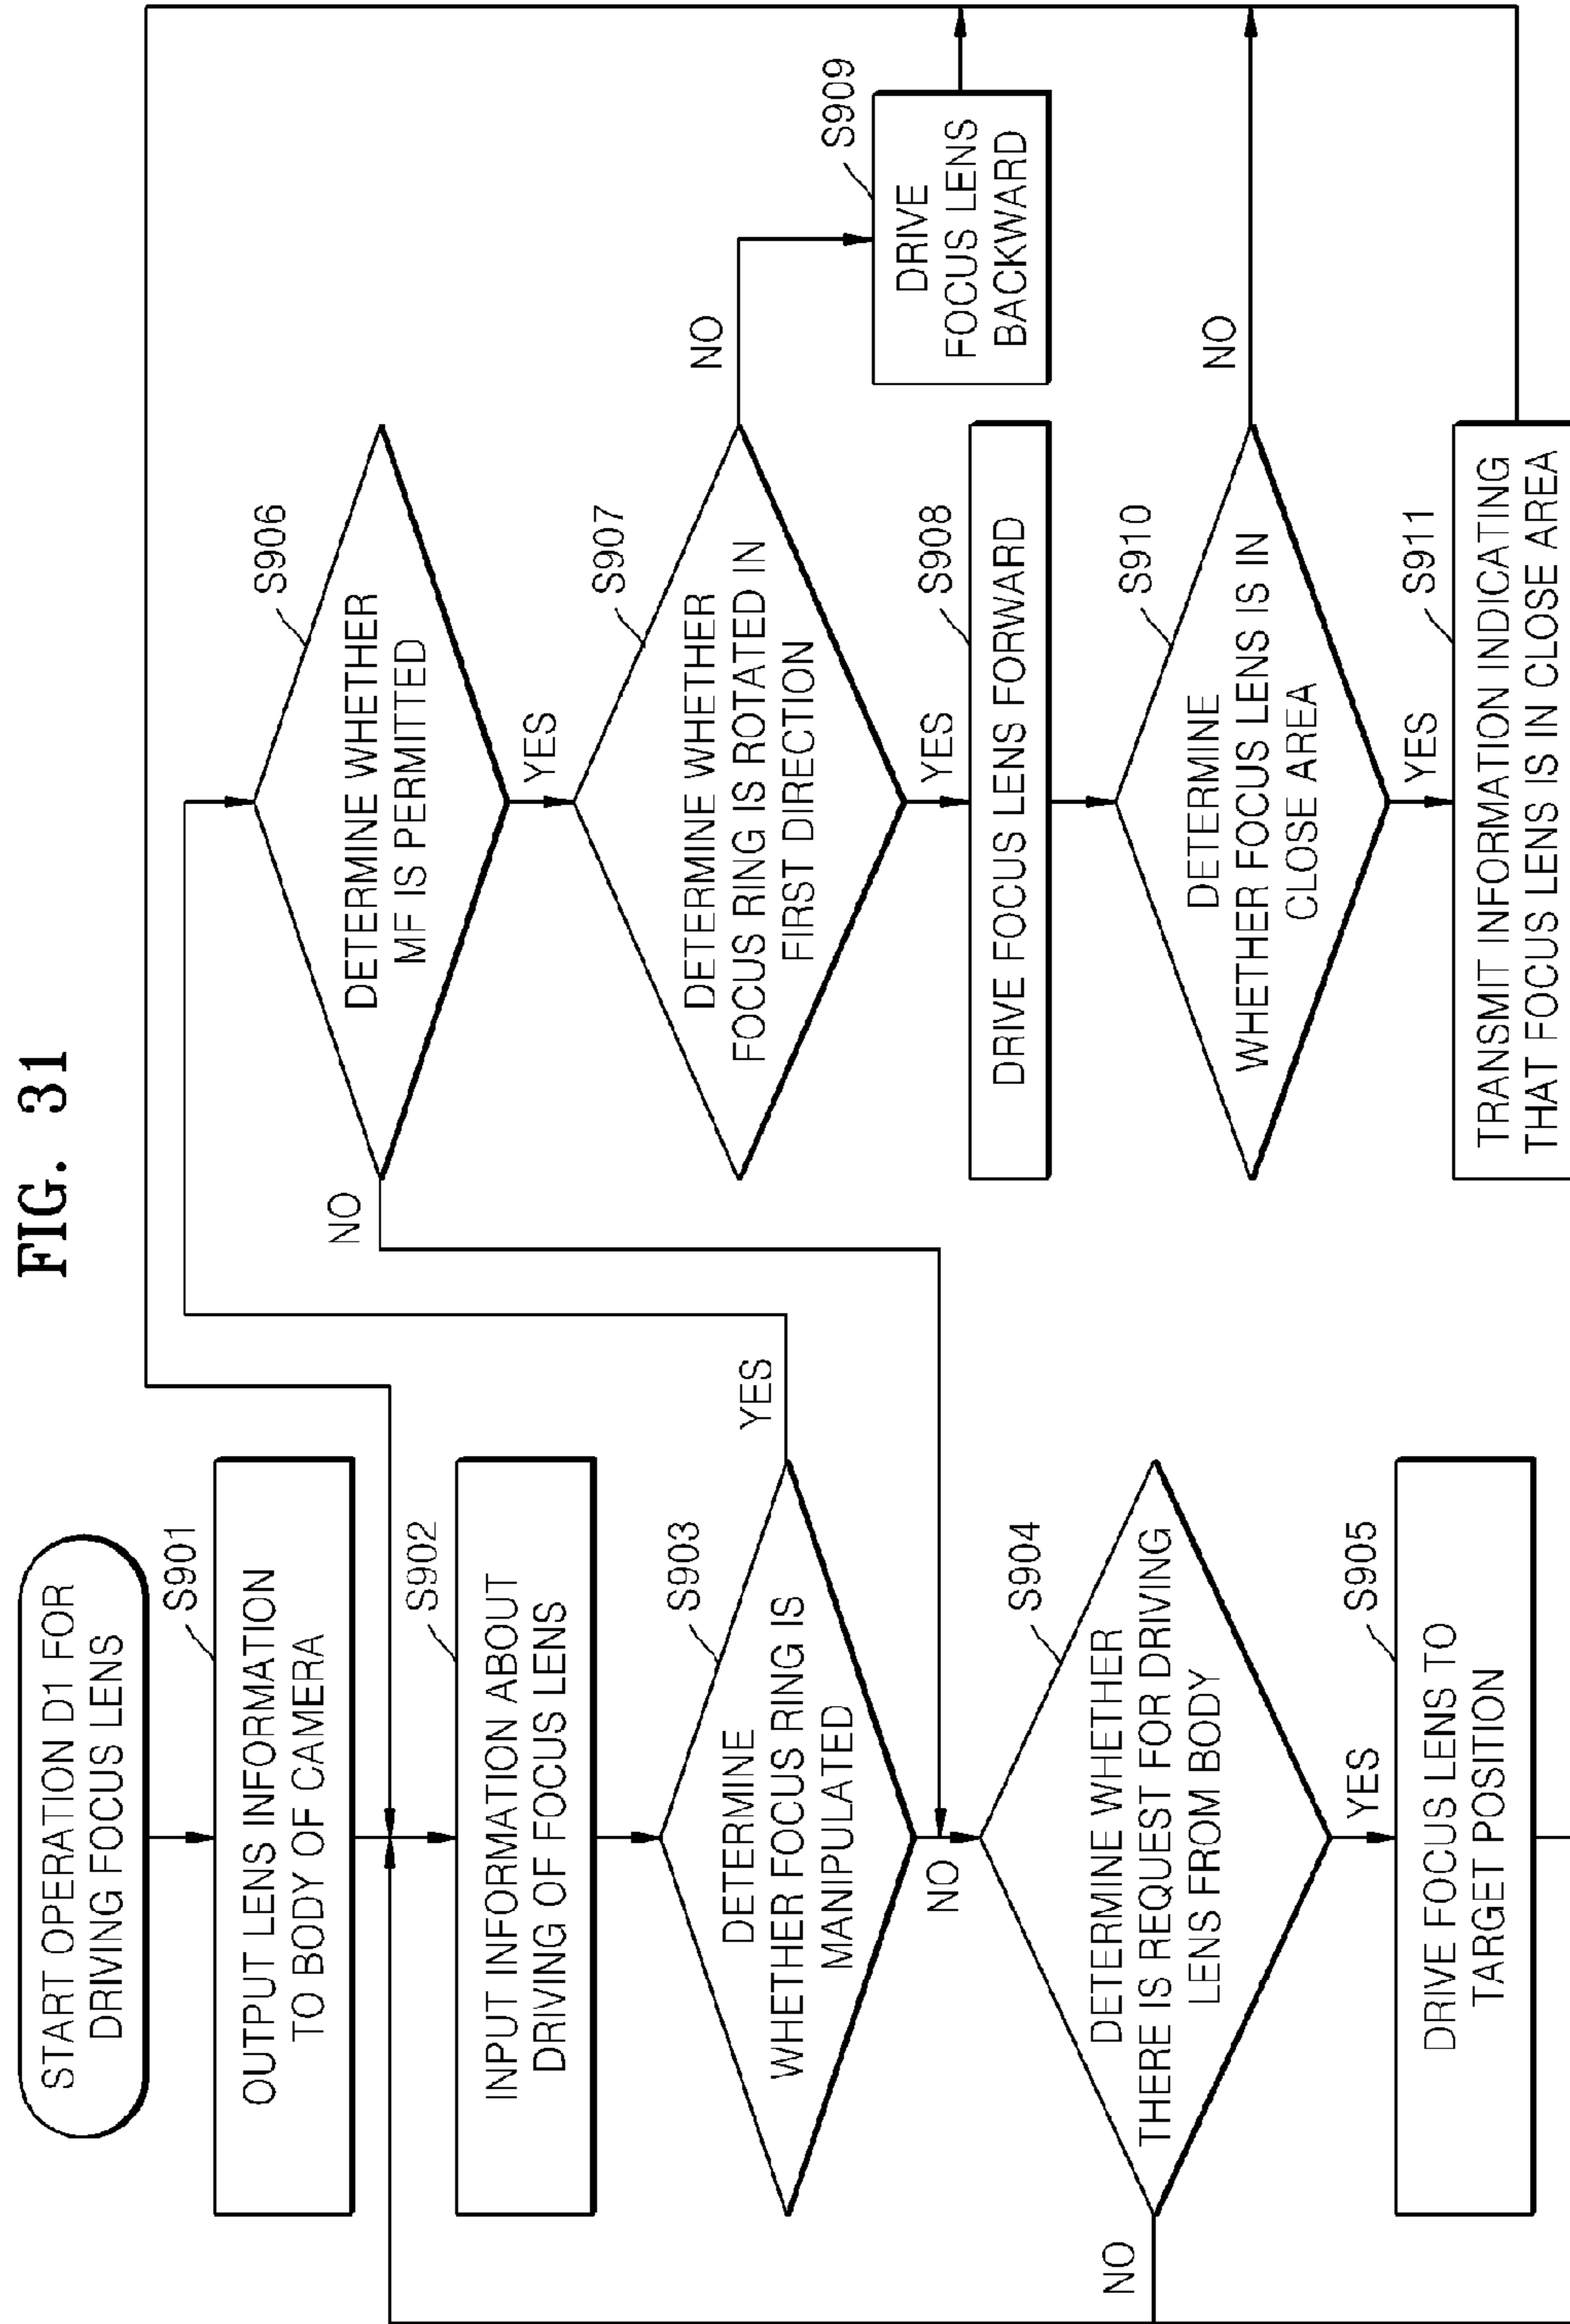 FIG. 31
START OPERATION D1 FOR
DRIVING FOCUS LENS
S901
OUTPUT LENS INFORMATION
TO BODY OF CAMERA
S902
INPUT INFORMATION ABOUT
DRIVING OF FOCUS LENS
S903
DETERMINE
WHETHER FOCUS RING IS
MANIPULATED
YES
NO
S904
DETERMINE WHETHER
THERE IS REQUEST FOR DRIVING
LENS FROM BODY
NO
YES
S905
DRIVE FOCUS LENS TO
TARGET POSITION
S906
DETERMINE WHETHER
MF IS PERMITTED
NO
YES
S907
DETERMINE WHETHER
FOCUS RING IS ROTATED IN
FIRST DIRECTION
NO
YES
S908
DRIVE FOCUS LENS FORWARD
S909
DRIVE
FOCUS LENS
BACKWARD
S910
DETERMINE
WHETHER FOCUS LENS IS IN
CLOSE AREA
NO
YES
S911
TRANSMIT INFORMATION INDICATING
THAT FOCUS LENS IS IN CLOSE AREA